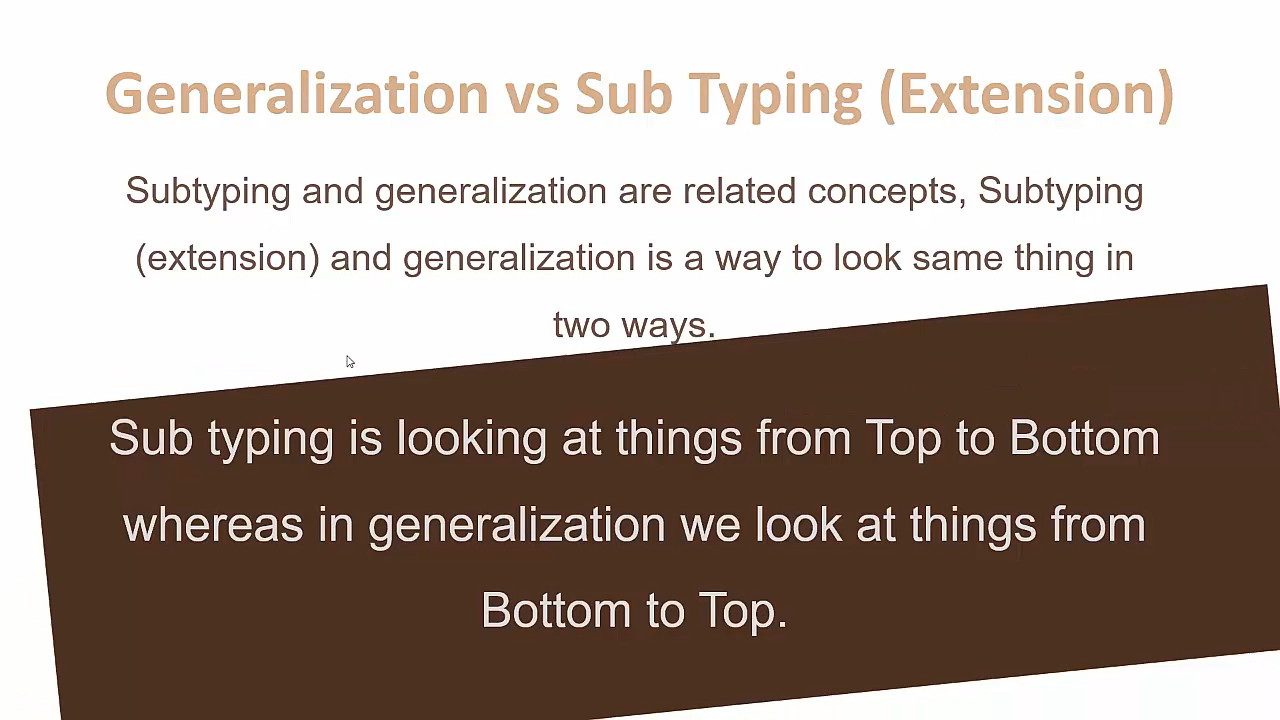 Generalization vs Sub Typing (Extension)
Subtyping and generalization are related concepts, Subtyping
(extension) and generalization is a way to look same thing in
two ways.
Sub typing is looking at things from Top to Bottom
whereas in generalization we look at things from
Bottom to Top.